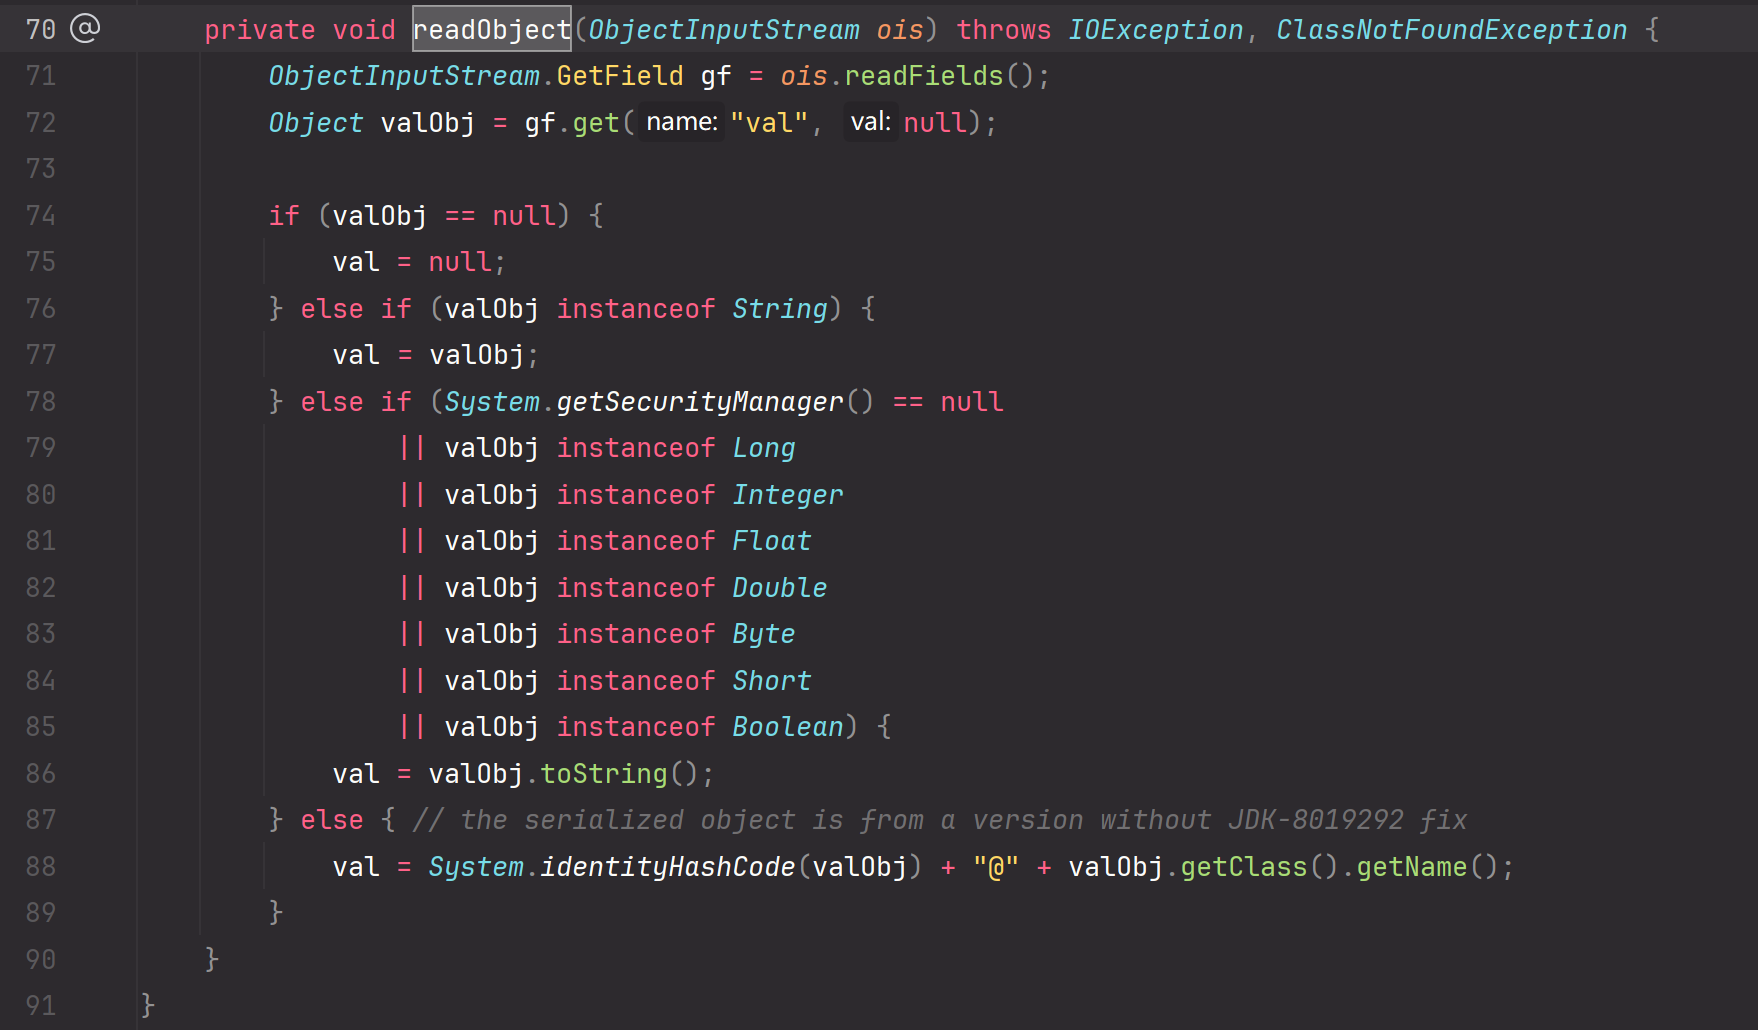 70 @ private void readObject(ObjectInputStream ois) throws IOException, ClassNotFoundException {
71 ObjectInputStream.GetField gf = ois.readFields();
72 Object valObj = gf.get( name: "val", val: null);
73
74 if (valObj == null) {
75 val = null;
76 } else if (valObj instanceof String) {
77 val = valObj;
78 } else if (System.getSecurityManager() == null
79 || valObj instanceof Long
80 || valObj instanceof Integer
81 || valObj instanceof Float
82 || valObj instanceof Double
83 || valObj instanceof Byte
84 || valObj instanceof Short
85 || valObj instanceof Boolean) {
86 val = valObj.toString();
87 } else { // the serialized object is from a version without JDK-8019292 fix
88 val = System.identityHashCode(valObj) + "@" + valObj.getClass().getName();
89 }
90 }
91 }